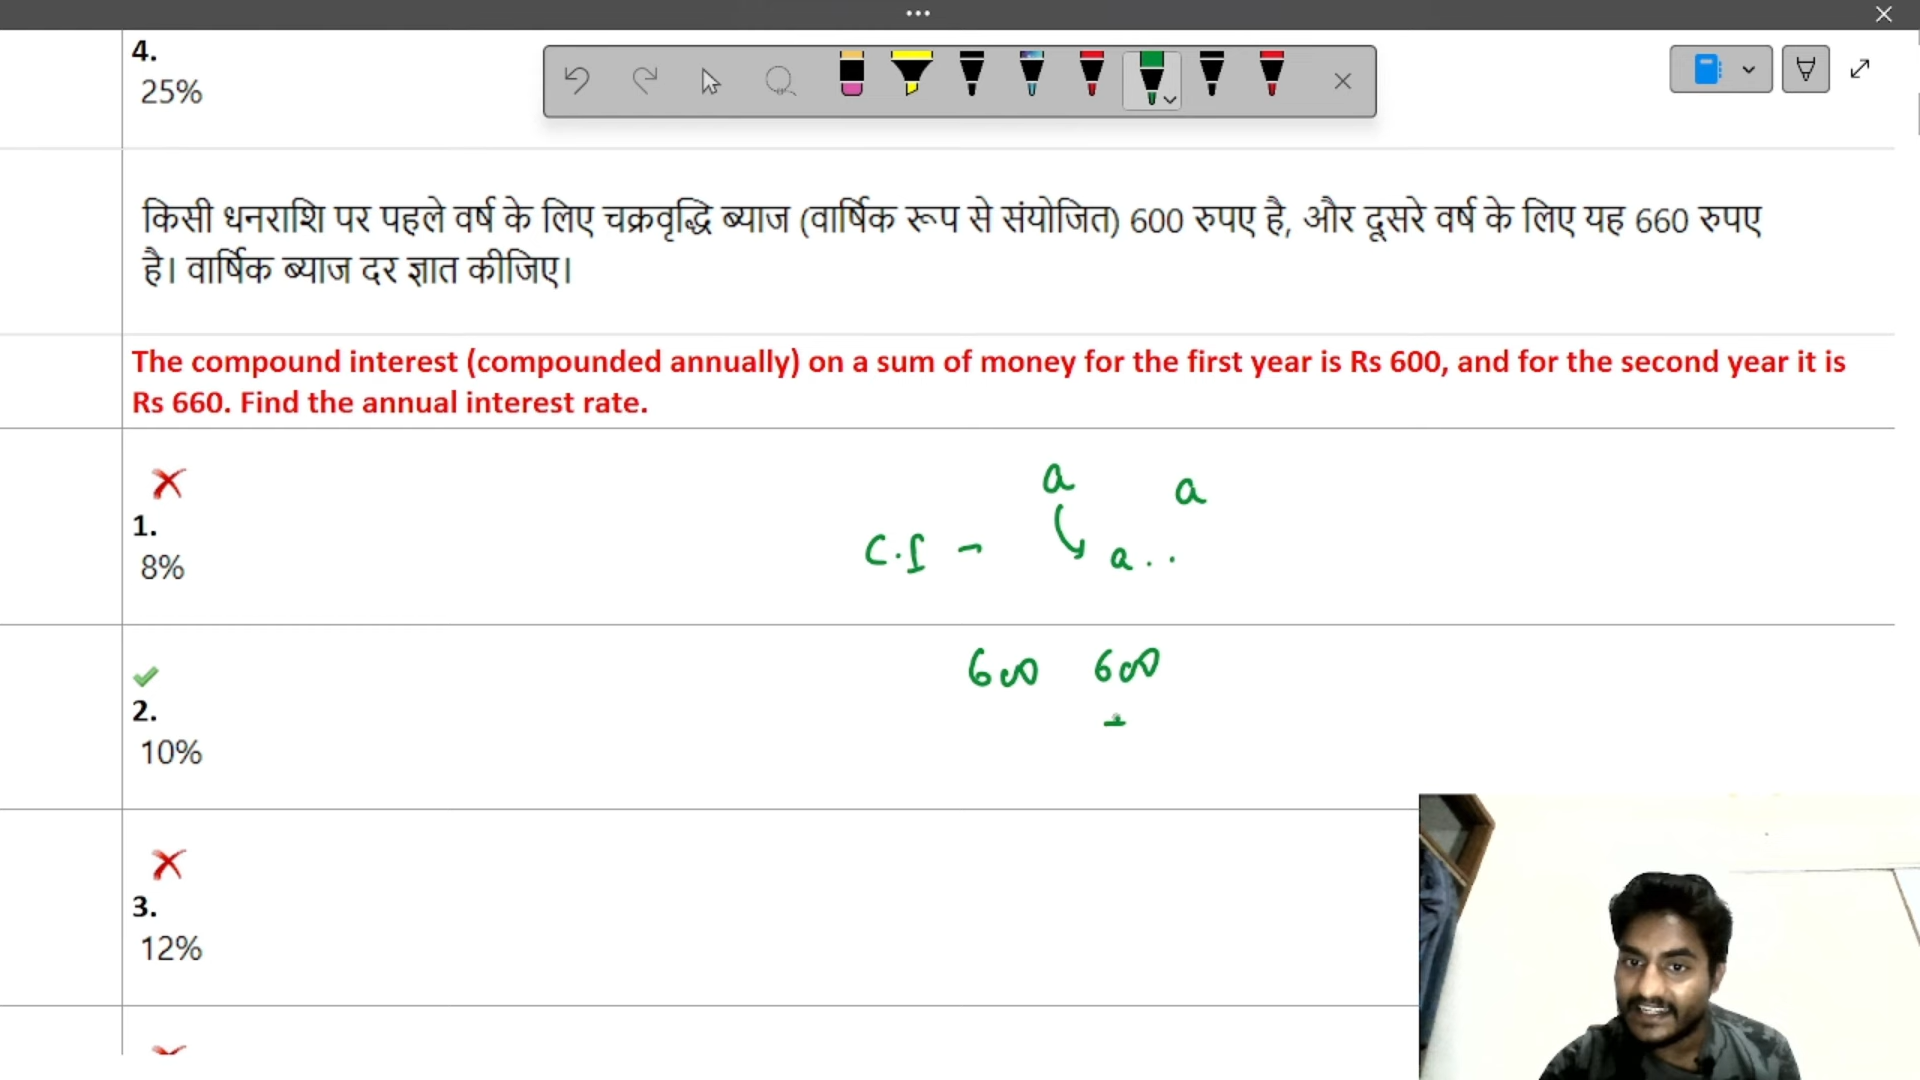 4.
25%
किसी धनराशि पर पहले वर्ष के लिए चक्रवृद्धि ब्याज (वार्षिक रूप से संयोजित) 600 रुपए है, और दूसरे वर्ष के लिए यह 660 रुपए
है। वार्षिक ब्याज दर ज्ञात कीजिए।
The compound interest (compounded annually) on a sum of money for the first year is Rs 600, and for the second year it is
Rs 660. Find the annual interest rate.
a a
1.
C.I - a..
8%
600 600
2.
10%
3.
12%